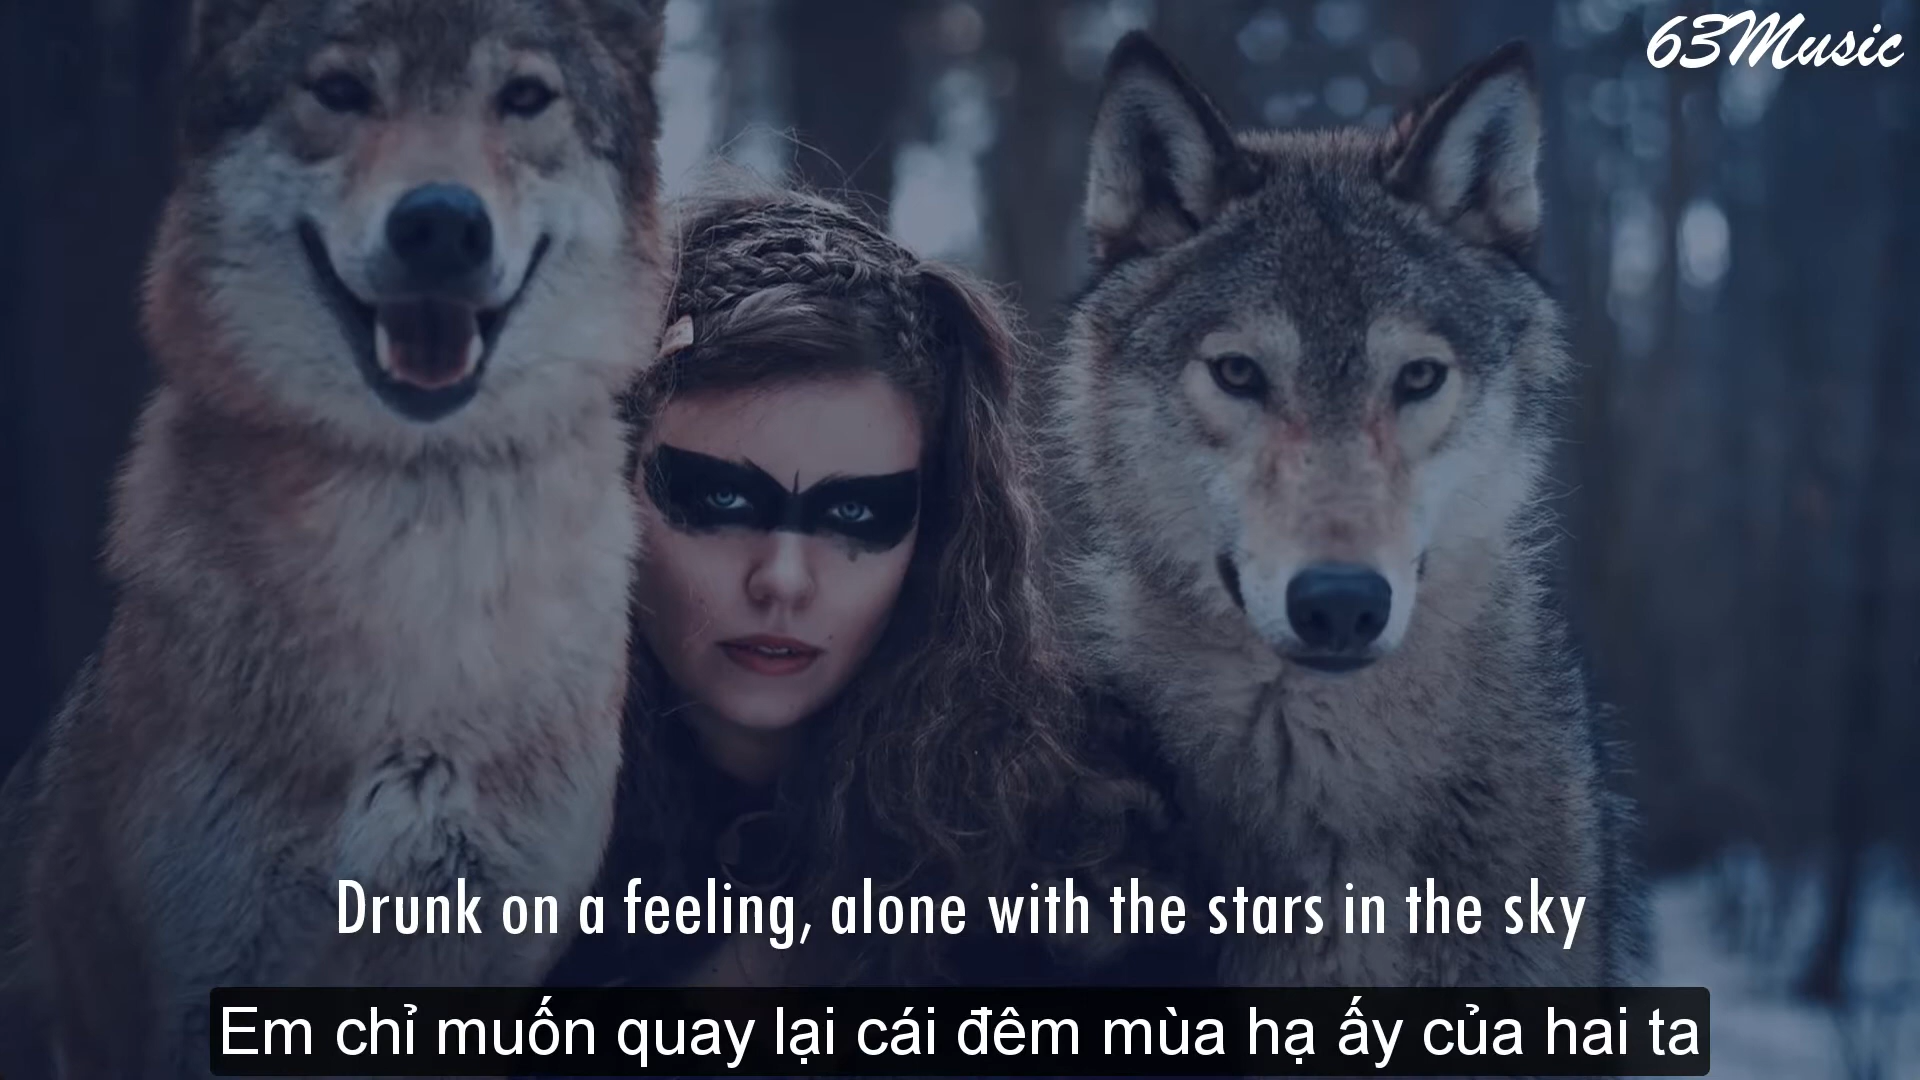 63Music
Drunk on a feeling, alone with the stars in the sky
Em chỉ muốn quay lại cái đêm mùa hạ ấy của hai ta